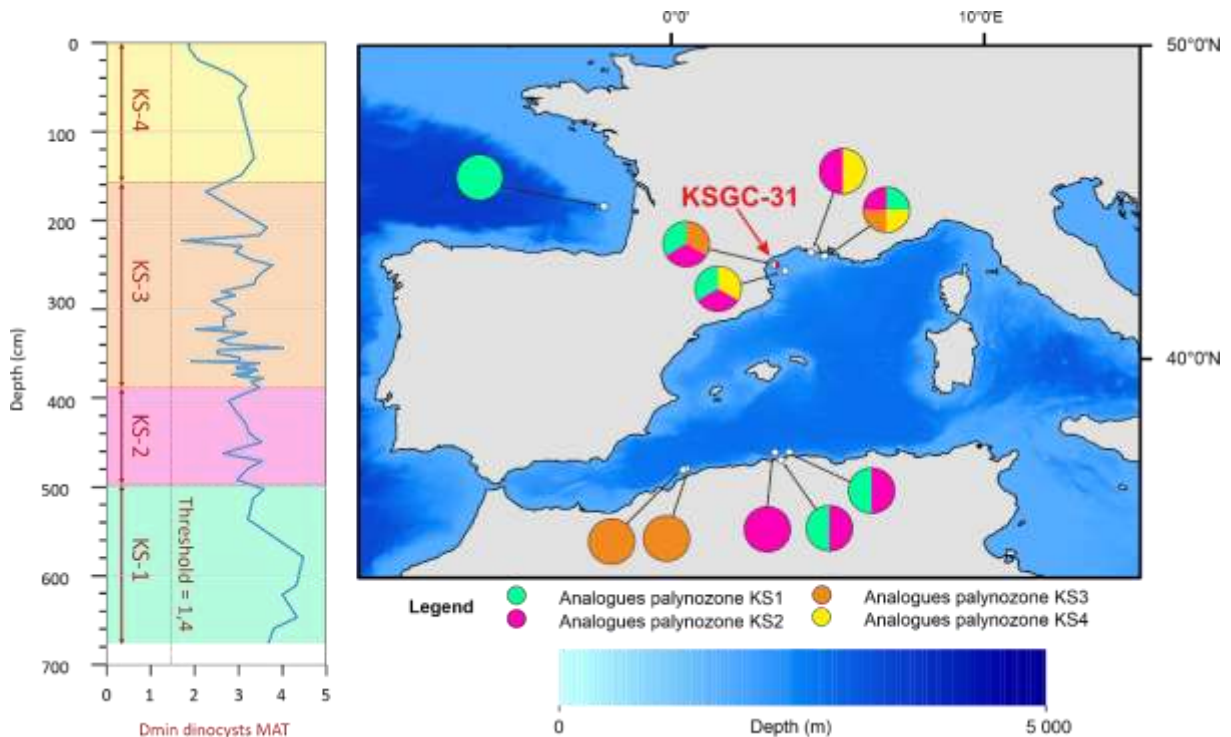 0
100
200
300
400
500
600
700
Depth (cm)
KS-4
KS-3
KS-2
KS-1
Threshold = 1,4
0 1 2 3 4 5
Dmin dinocysts MAT
0°0'
10°0'E
50°0'N
40°0'N
KSGC-31
Legend
Analogues palynozone KS1
Analogues palynozone KS2
Analogues palynozone KS3
Analogues palynozone KS4
0 Depth (m) 5 000